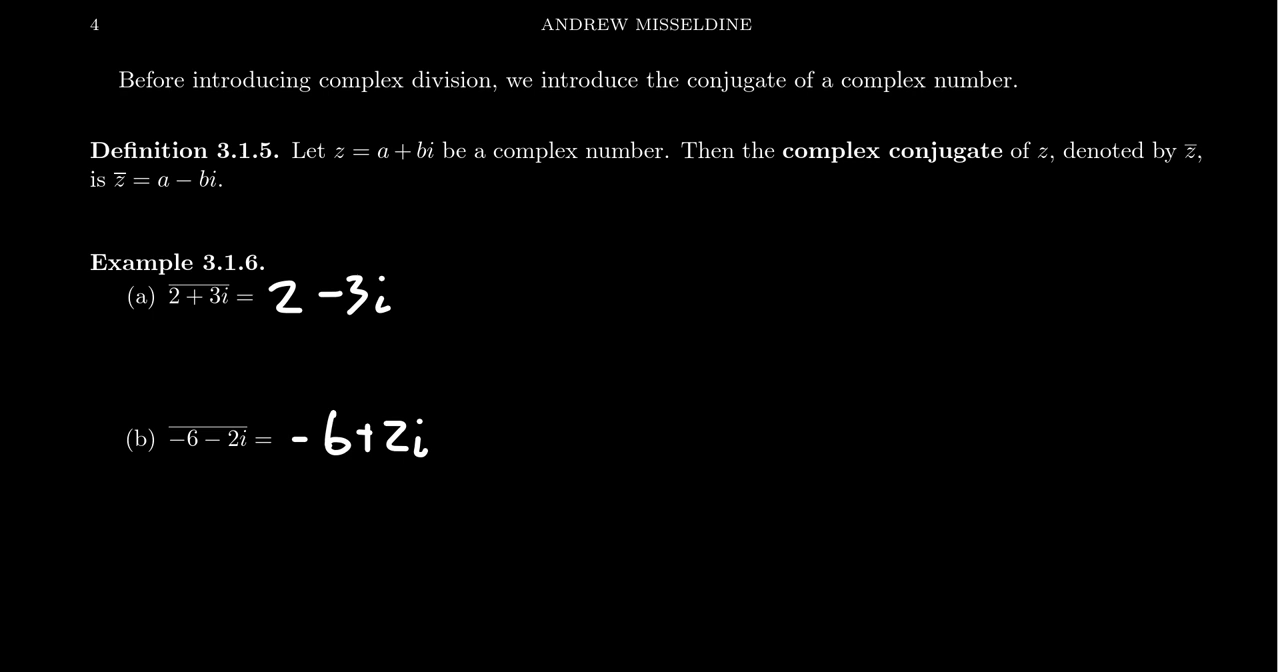 4 ANDREW MISSELDINE
Before introducing complex division, we introduce the conjugate of a complex number.
Definition 3.1.5. Let z = a + bi be a complex number. Then the complex conjugate of z, denoted by z̅,
is z̅ = a − bi.
Example 3.1.6.
(a) \overline{2 + 3i} = 2 − 3i
(b) \overline{−6 − 2i} = -6+2i